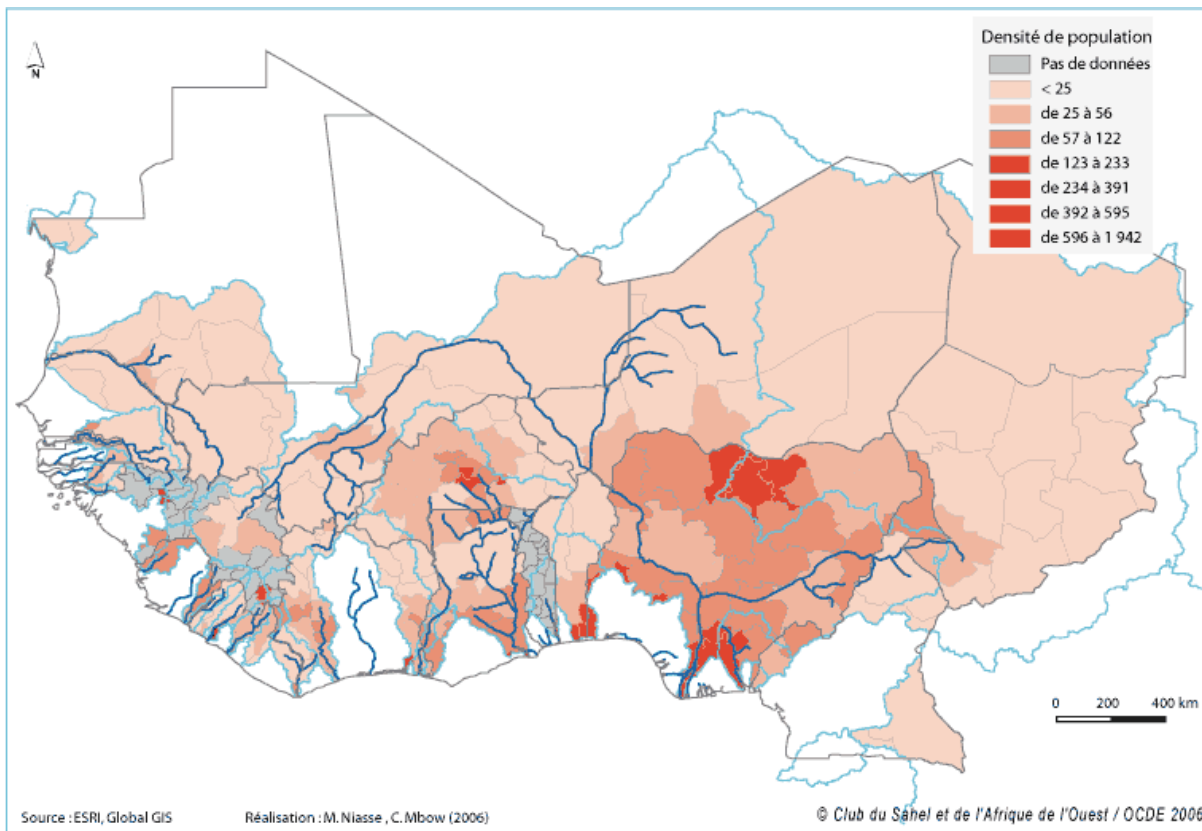 Densité de population
Pas de données
< 25
de 25 à 56
de 57 à 122
de 123 à 233
de 234 à 391
de 392 à 595
de 596 à 1 942
N
0 200 400 km
Source : ESRI, Global GIS Réalisation : M. Niasse , C. Mbow (2006) © Club du Sahel et de l'Afrique de l'Ouest / OCDE 2006